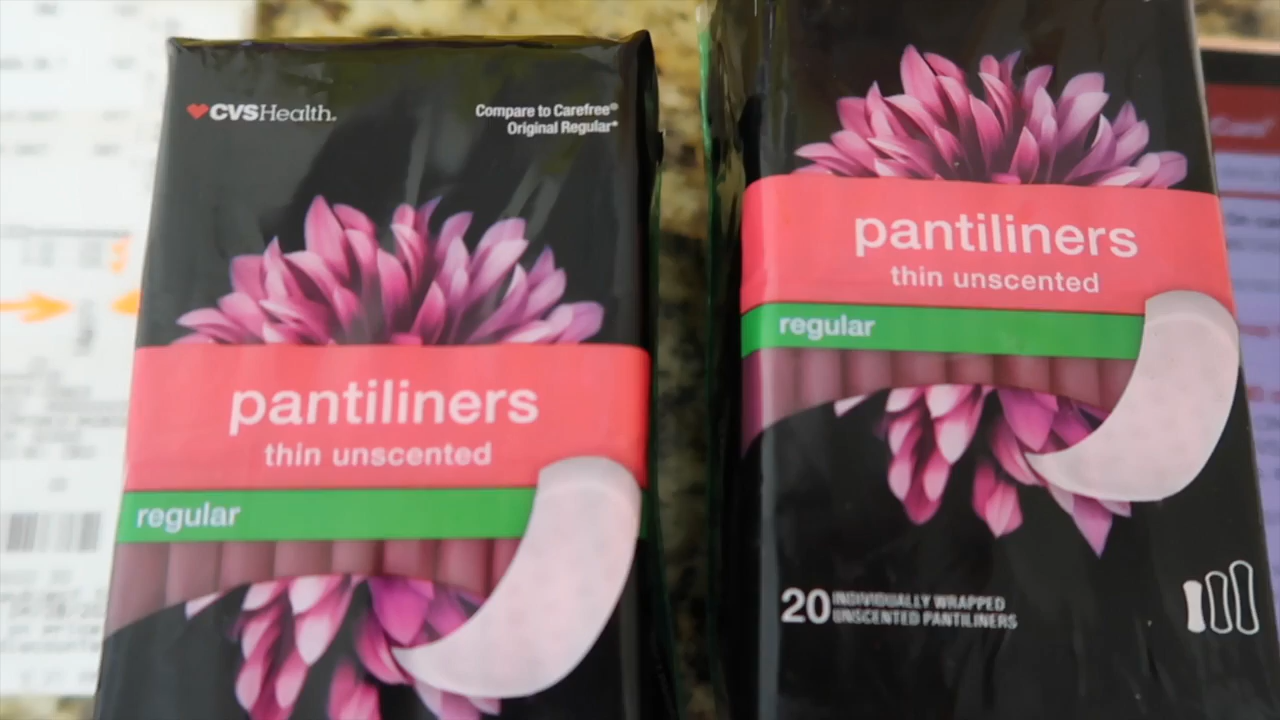 CVSHealth.
Compare to Carefree®
Original Regular*
pantiliners
thin unscented
regular
pantiliners
thin unscented
regular
20 INDIVIDUALLY WRAPPED
UNSCENTED PANTILINERS